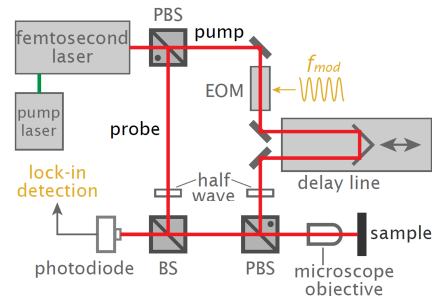 PBS
femtosecond
laser
pump
fmod
EOM
pump
laser
probe
lock-in
detection
half
wave
delay line
sample
photodiode
BS
PBS
microscope
objective